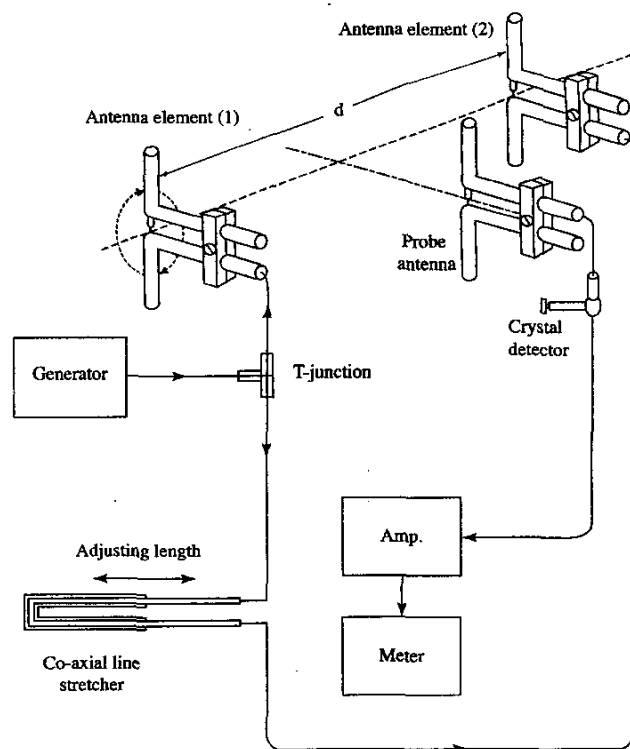 Antenna element (2)
Antenna element (1)
d
Probe
antenna
Crystal
detector
Generator
T-junction
Amp.
Adjusting length
Meter
Co-axial line
stretcher